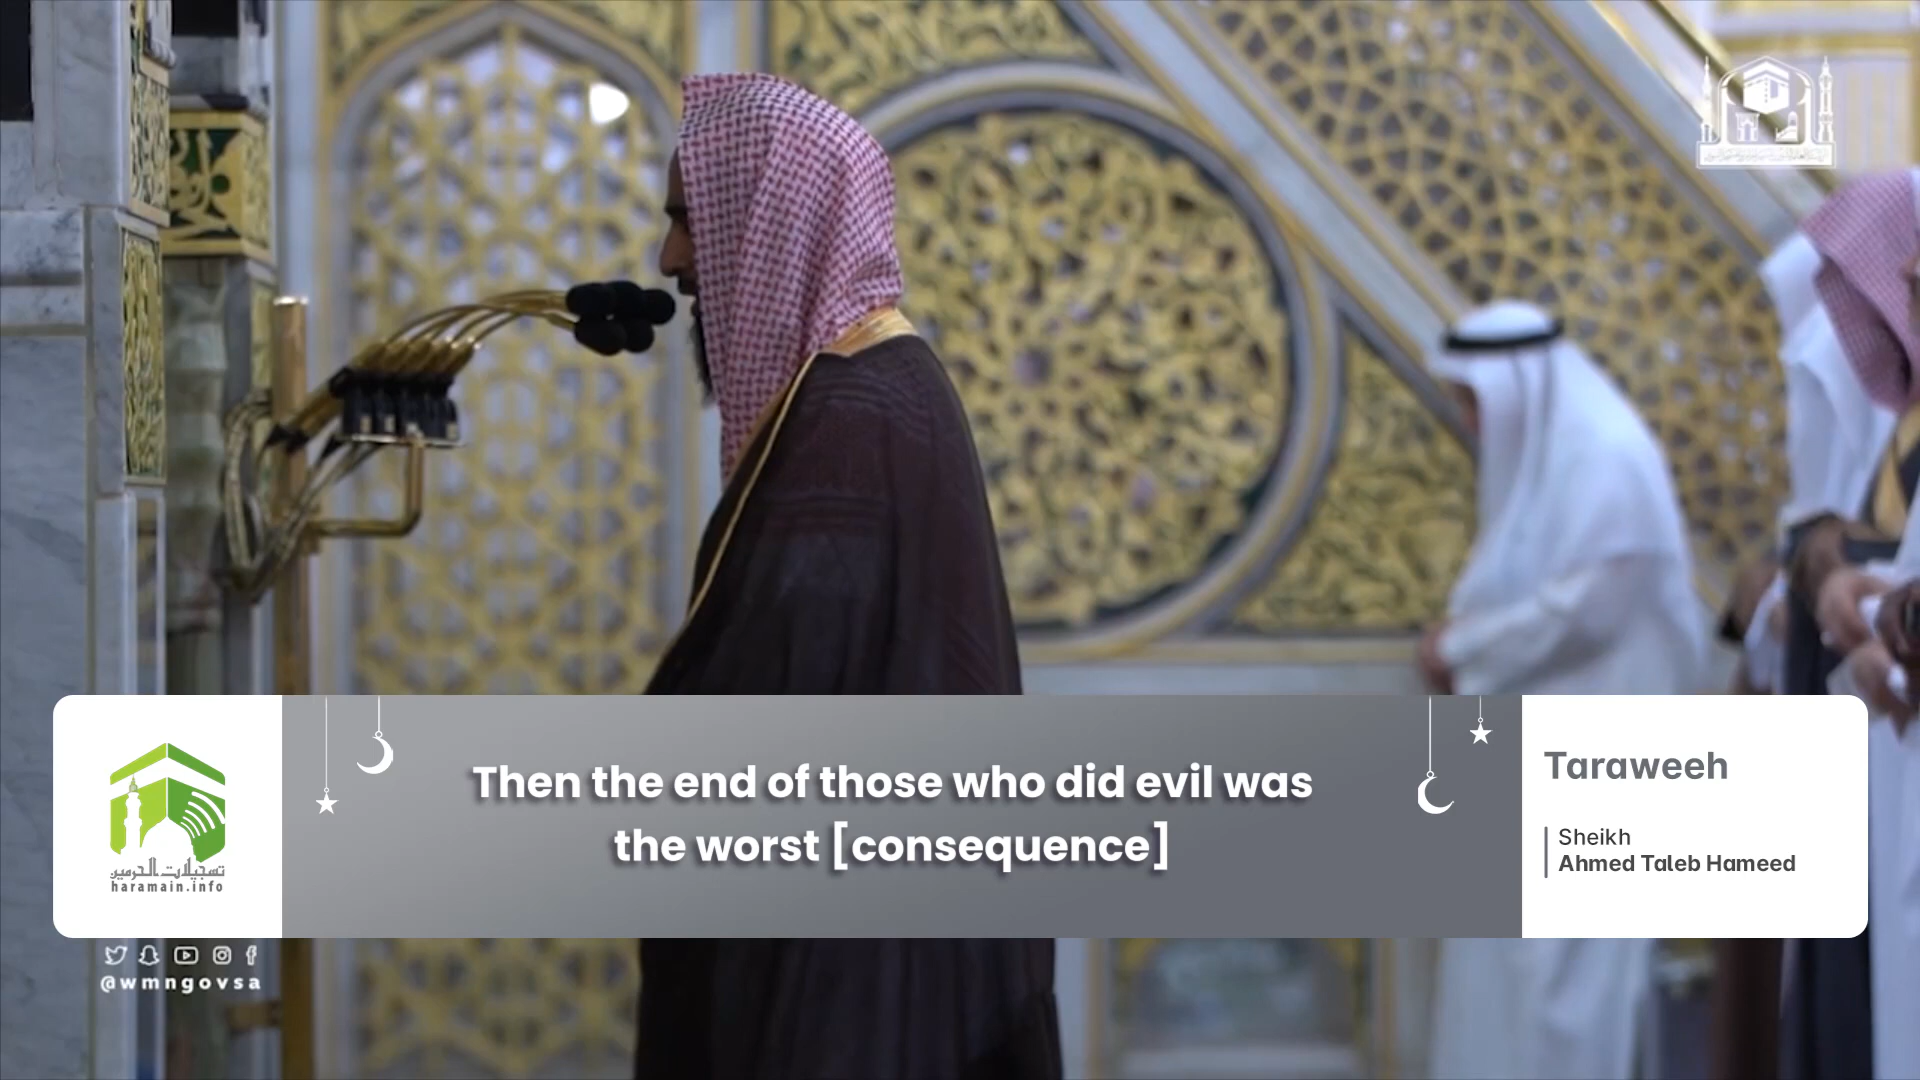 Then the end of those who did evil was
the worst [consequence]
Taraweeh
Sheikh
Ahmed Taleb Hameed
تسجيلات الحرمين
haramain.info
@wmngovsa